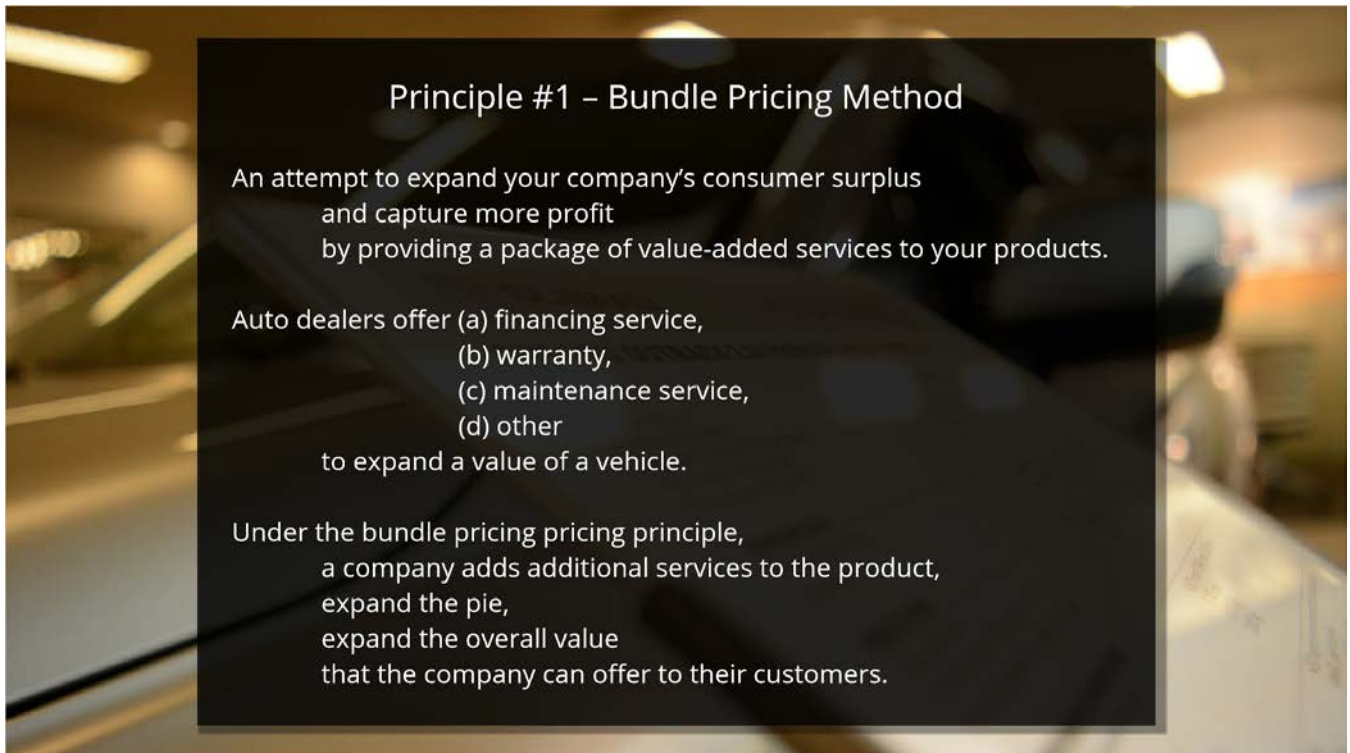 Principle #1 – Bundle Pricing Method
An attempt to expand your company’s consumer surplus
and capture more profit
by providing a package of value-added services to your products.
Auto dealers offer (a) financing service,
(b) warranty,
(c) maintenance service,
(d) other
to expand a value of a vehicle.
Under the bundle pricing pricing principle,
a company adds additional services to the product,
expand the pie,
expand the overall value
that the company can offer to their customers.